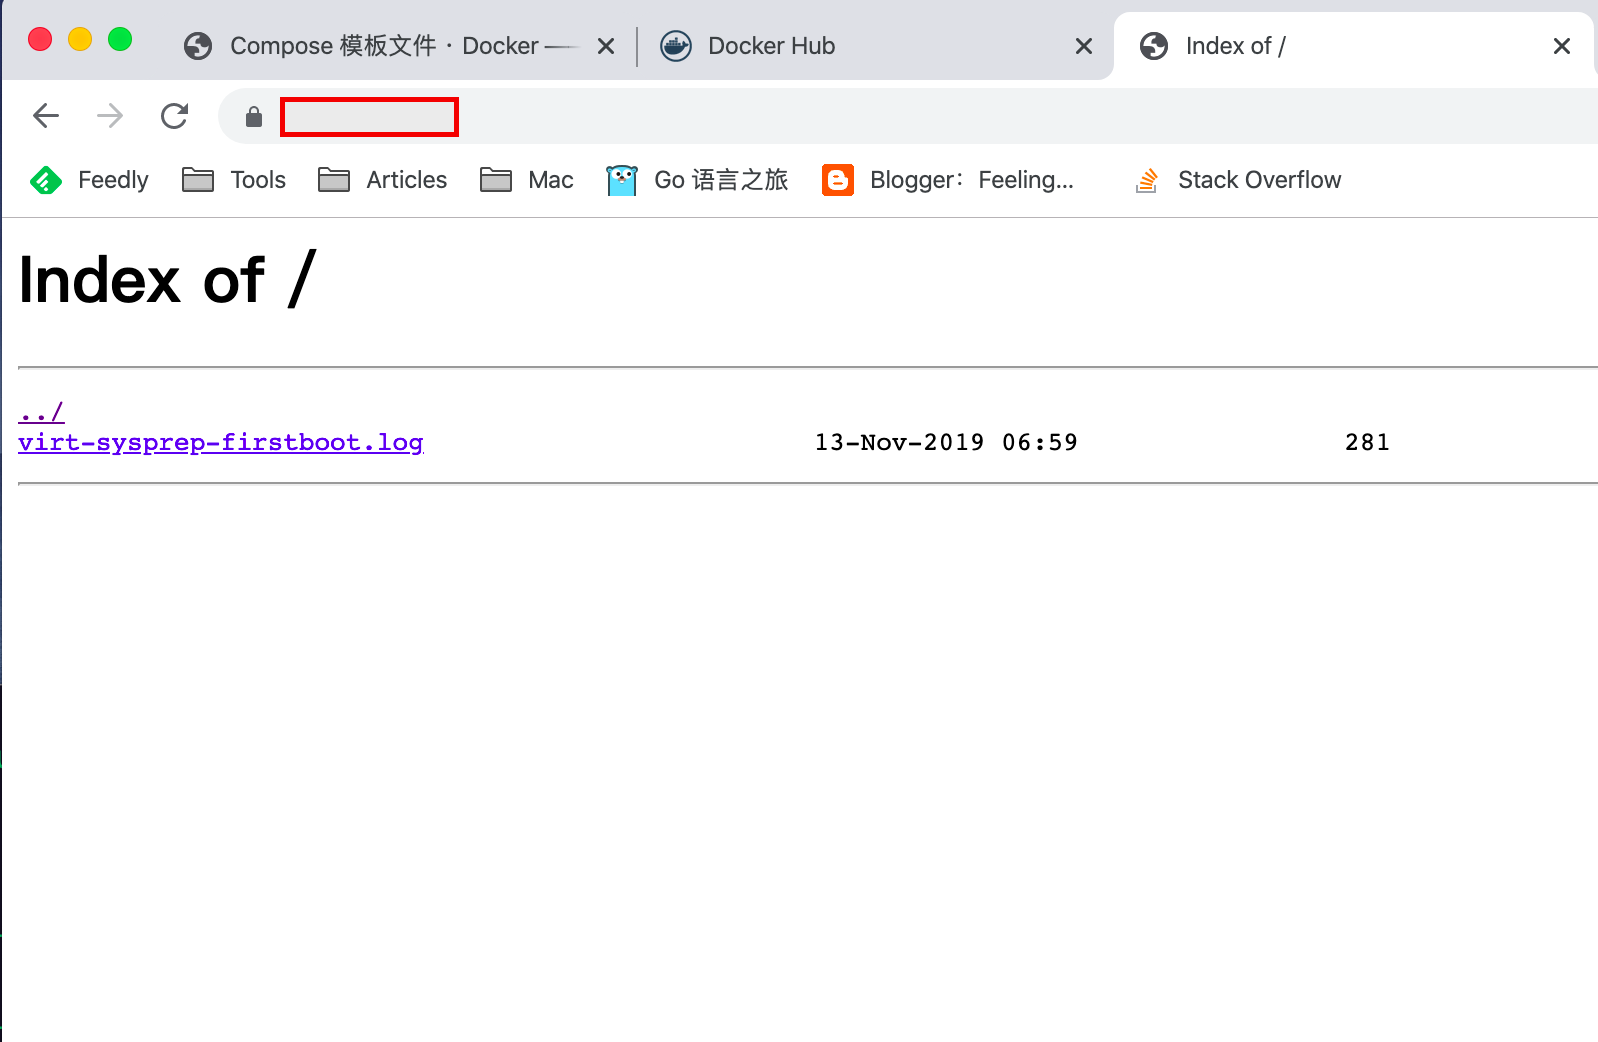 Compose 模板文件 · Docker —
Docker Hub
Index of /
Feedly
Tools
Articles
Mac
Go 语言之旅
Blogger：Feeling...
Stack Overflow
Index of /
../
virt-sysprep-firstboot.log 13-Nov-2019 06:59 281